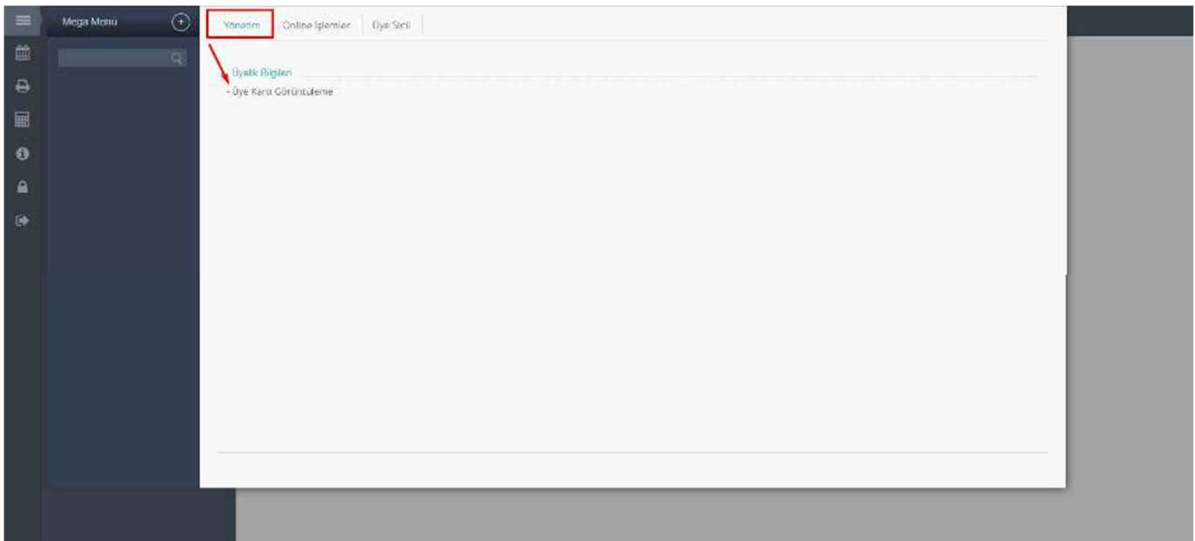 Mega Menü
Yönetim Online İşlemler Üye Sicil
Üyelik Bilgileri
- Üye Kartı Görüntüleme